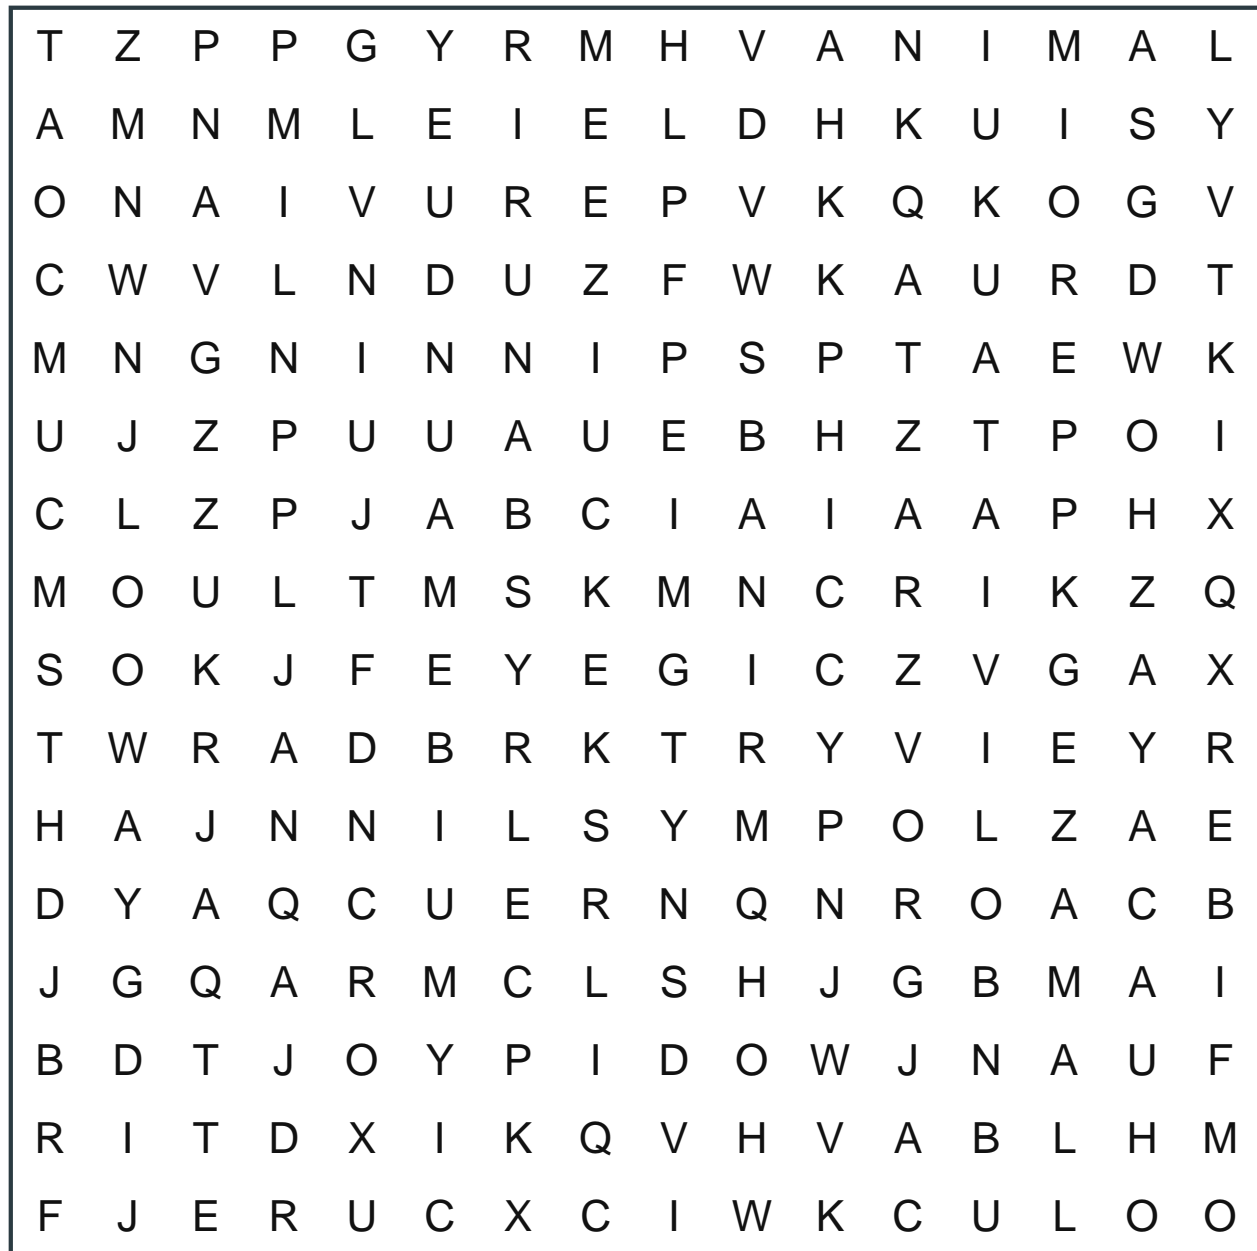 T Z P P G Y R M H V A N I M A L
A M N M L E I E L D H K U I S Y
O N A I V U R E P V K Q K O G V
C W V L N D U Z F W K A U R D T
M N G N I N N I P S P T A E W K
U J Z P U U A U E B H Z T P O I
C L Z P J A B C I A I A A P H X
M O U L T M S K M N C R I K Z Q
S O K J F E Y E G I C Z V G A X
T W R A D B R K T R Y V I E Y R
H A J N N I L S Y M P O L Z A E
D Y A Q C U E R N Q N R O A C B
J G Q A R M C L S H J G B M A I
B D T J O Y P I D O W J N A U F
R I T D X I K Q V H V A B L H M
F J E R U C X C I W K C U L O O